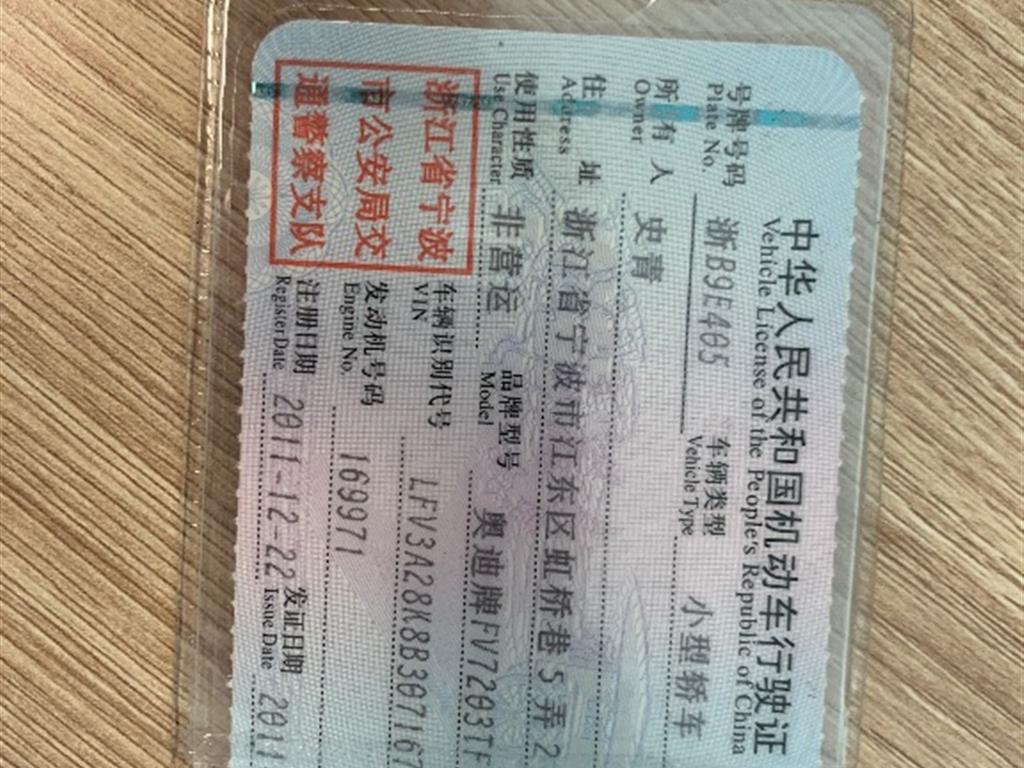 中华人民共和国机动车行驶证
Vehicle License of the People's Republic of China
号牌号码 浙B9E405 车辆类型 小型轿车
Plate No. Vehicle Type
所有人 史青
Owner
住址 浙江省宁波市江东区虹桥巷5弄2
Address
使用性质 非营运 品牌型号 奥迪牌FV7203TF
Use Character Model
浙江省宁波
市公安局交
通警察支队
车辆识别代号 LFV3A28K8B307167
VIN
发动机号码 169971
Engine No.
注册日期 2011-12-22 发证日期 2011
Register Date Issue Date